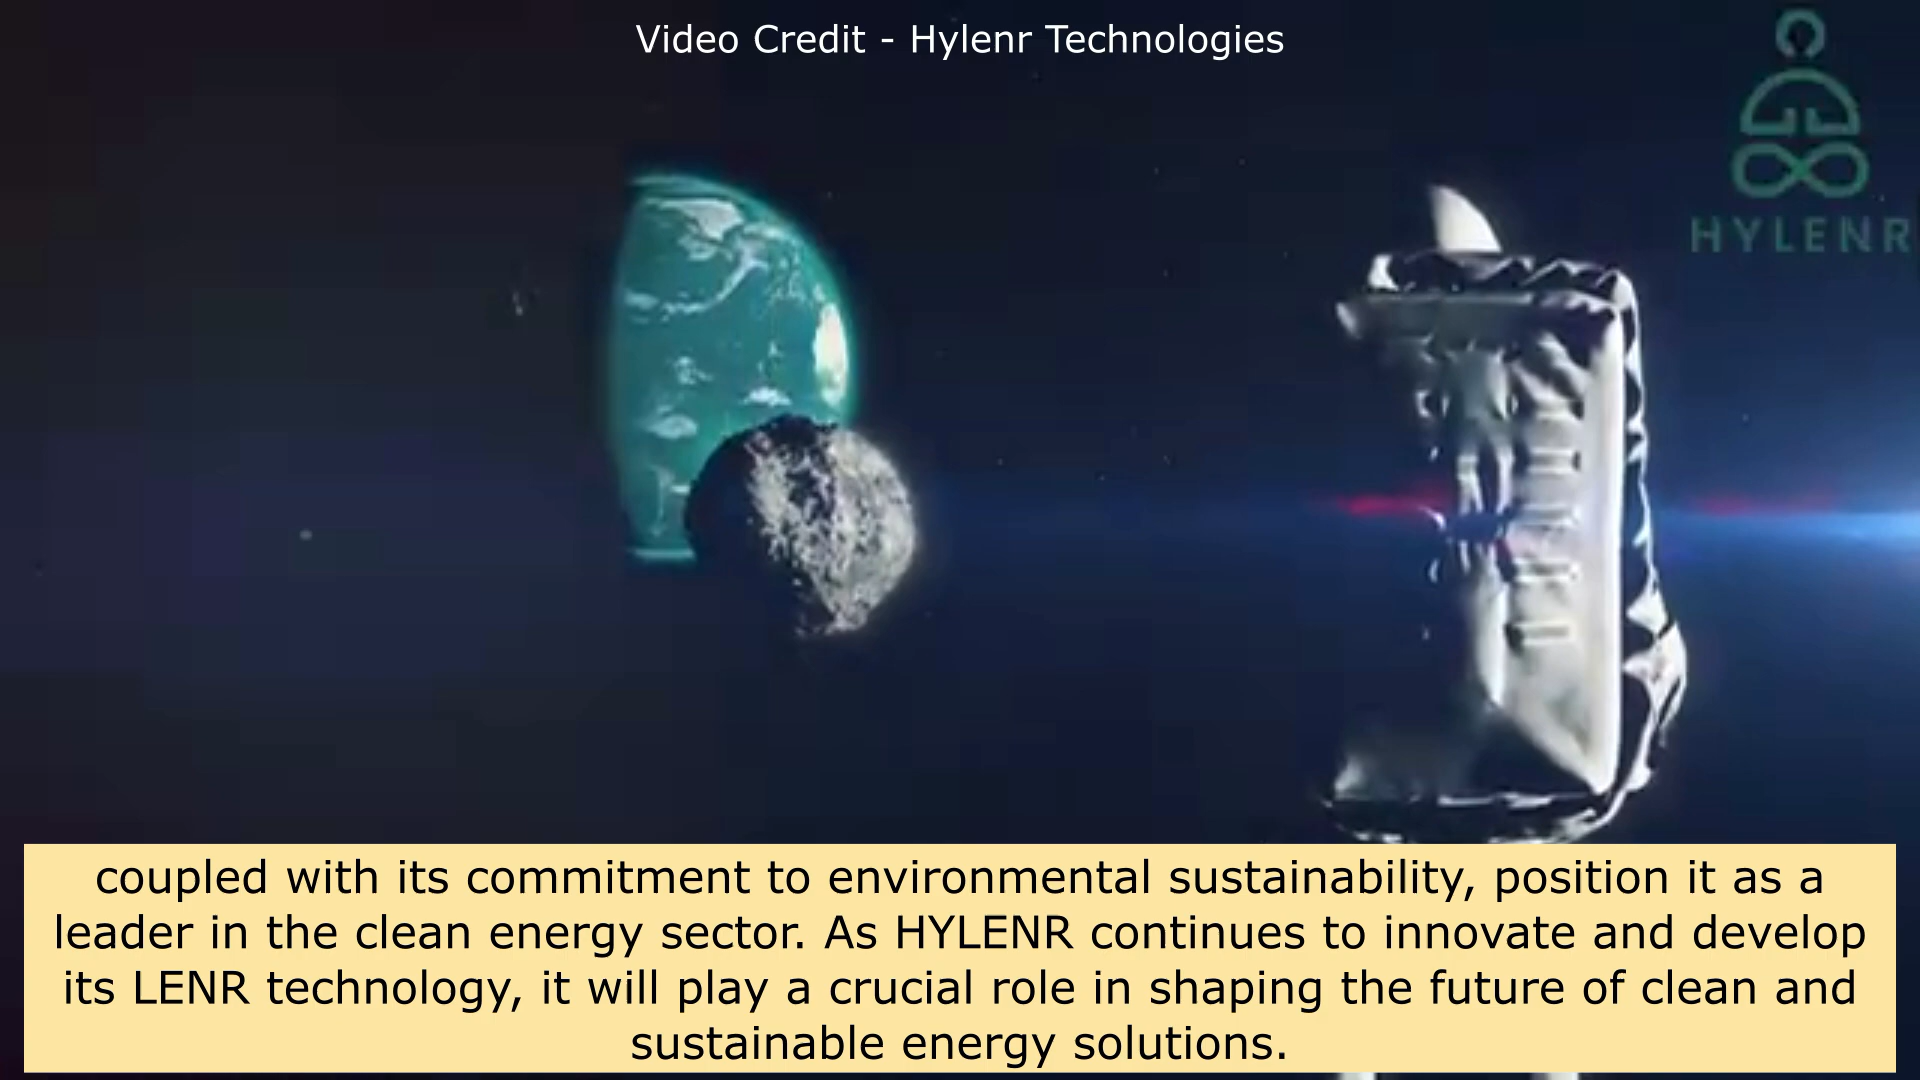 Video Credit - Hylenr Technologies
HYLENR
coupled with its commitment to environmental sustainability, position it as a
leader in the clean energy sector. As HYLENR continues to innovate and develop
its LENR technology, it will play a crucial role in shaping the future of clean and
sustainable energy solutions.